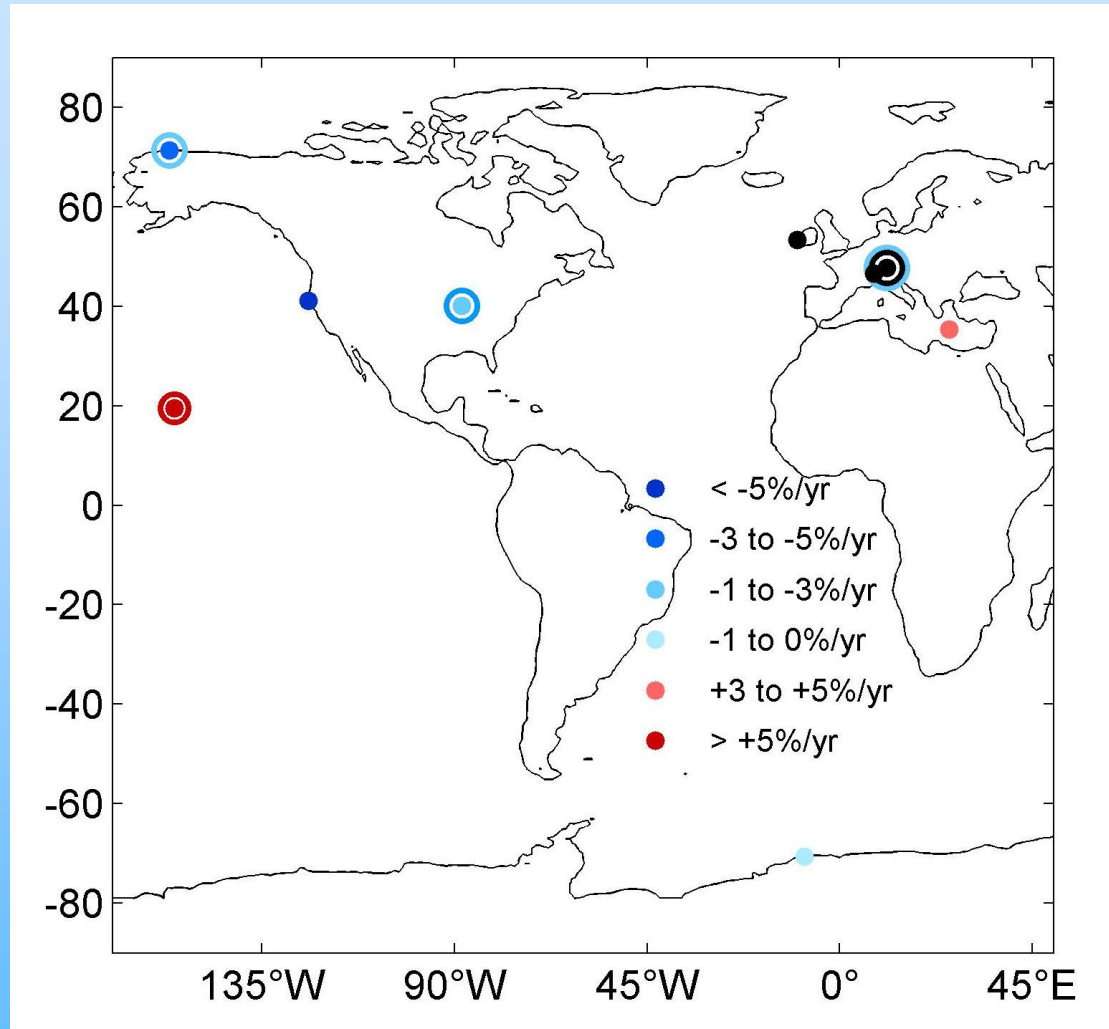 80
60
40
20
0
-20
-40
-60
-80
< -5%/yr
-3 to -5%/yr
-1 to -3%/yr
-1 to 0%/yr
+3 to +5%/yr
> +5%/yr
135°W 90°W 45°W 0° 45°E